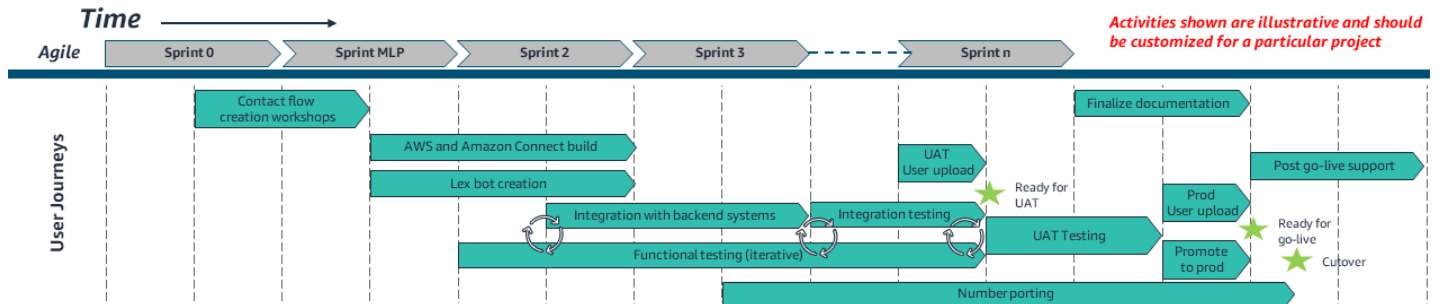 Time
Activities shown are illustrative and should
be customized for a particular project
Agile
Sprint 0
Sprint MLP
Sprint 2
Sprint 3
Sprint n
User Journeys
Contact flow
creation workshops
Finalize documentation
AWS and Amazon Connect build
UAT
User upload
Post go-live support
Lex bot creation
Ready for
UAT
Prod
User upload
Integration with backend systems
Integration testing
Ready for
go-live
UAT Testing
Functional testing (iterative)
Promote
to prod
Cutover
Number porting